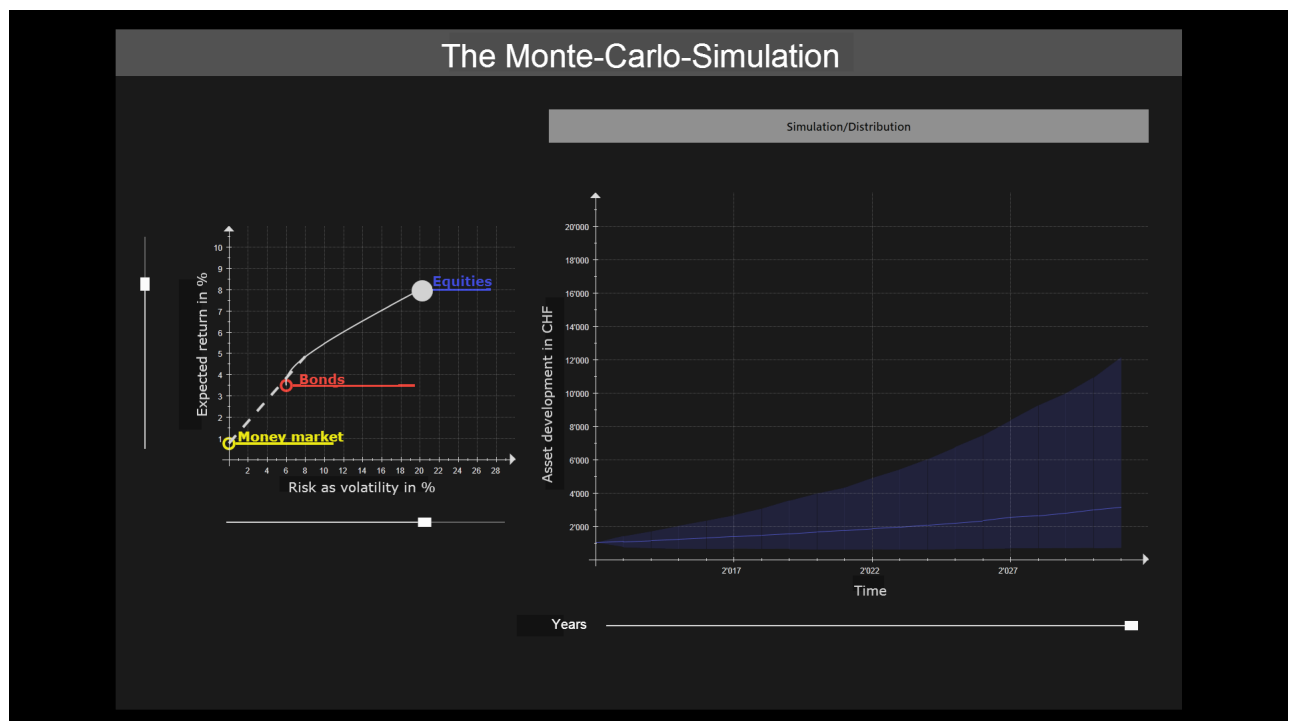 The Monte-Carlo-Simulation
Simulation/Distribution
Expected return in %
10
9
8
7
6
5
4
3
2
1
Equities
Bonds
Money market
2 4 6 8 10 12 14 16 18 20 22 24 26 28
Risk as volatility in %
Asset development in CHF
20'000
18'000
16'000
14'000
12'000
10'000
8'000
6'000
4'000
2'000
2'017 2'022 2'027
Time
Years